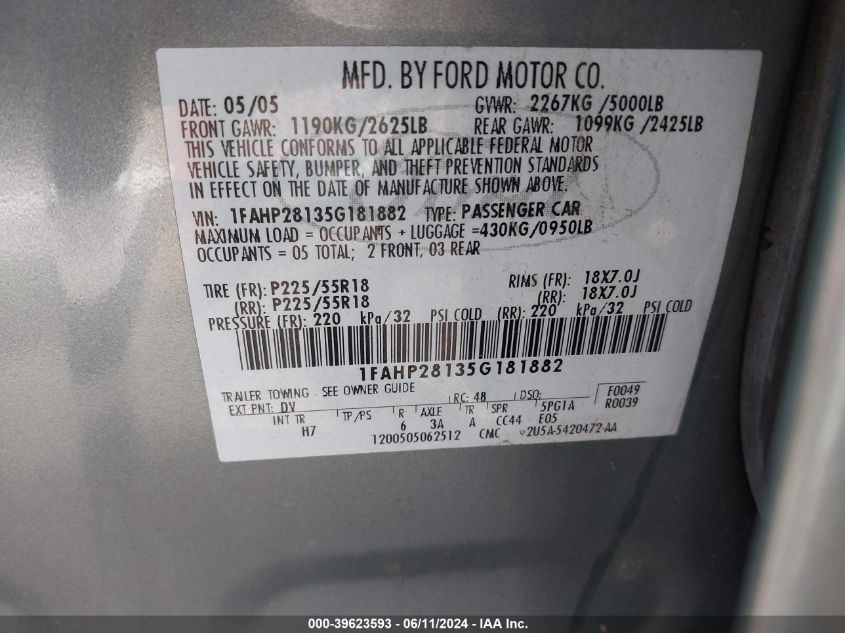 MFD. BY FORD MOTOR CO.
DATE: 05/05 GVWR: 2267KG /5000LB
FRONT GAWR: 1190KG/2625LB REAR GAWR: 1099KG /2425LB
THIS VEHICLE CONFORMS TO ALL APPLICABLE FEDERAL MOTOR
VEHICLE SAFETY, BUMPER, AND THEFT PREVENTION STANDARDS
IN EFFECT ON THE DATE OF MANUFACTURE SHOWN ABOVE.
VIN: 1FAHP28135G181882 TYPE: PASSENGER CAR
MAXIMUM LOAD = OCCUPANTS + LUGGAGE =430KG/0950LB
OCCUPANTS = 05 TOTAL; 2 FRONT, 03 REAR
TIRE (FR): P225/55R18 RIMS (FR): 18X7.0J
(RR): P225/55R18 (RR): 18X7.0J
PRESSURE (FR): 220 kPa/32 PSI COLD (RR): 220 kPa/32 PSI COLD
1FAHP28135G181882
TRAILER TOWING - SEE OWNER GUIDE
EXT PNT: DV RC: 48 DSO: F0049
INT TR TP/PS R AXLE TR SPR 5PG1A R0039
H7 6 3A A CC44 E05
1200505062512 CMC 2U5A-5420472-AA
000-39623593 - 06/11/2024 - IAA Inc.